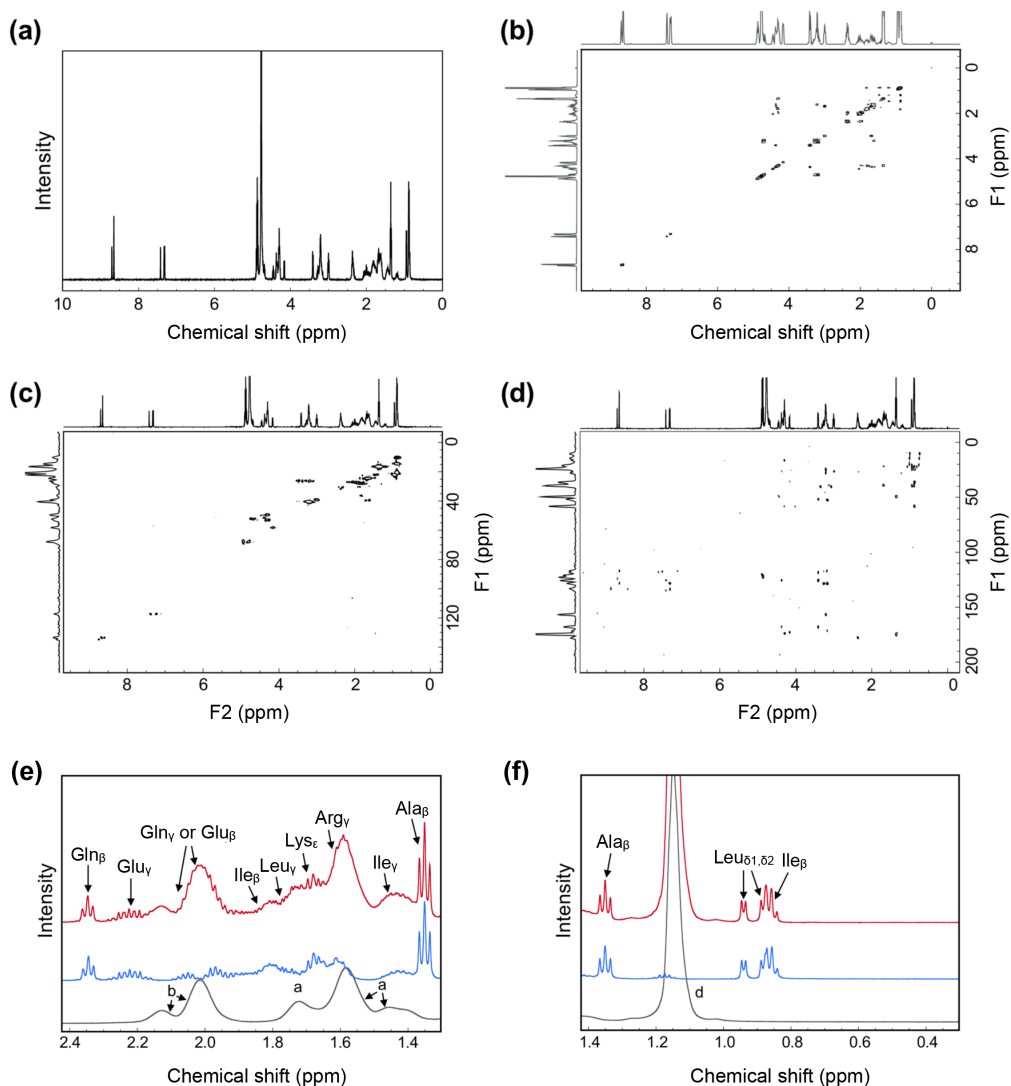 (a)
Intensity
10 8 6 4 2 0
Chemical shift (ppm)
(b)
0
2
4
6
8
F1 (ppm)
8 6 4 2 0
Chemical shift (ppm)
(c)
0
40
80
120
F1 (ppm)
8 6 4 2 0
F2 (ppm)
(d)
0
50
100
150
200
F1 (ppm)
8 6 4 2 0
F2 (ppm)
(e)
Intensity
Glnβ
Gluγ
Glnγ or Gluβ
Ileβ
Leuγ
Lysε
Argγ
Ileγ
Alaβ
b
a
a
2.4 2.2 2.0 1.8 1.6 1.4
Chemical shift (ppm)
(f)
Intensity
Alaβ
Leuδ1,δ2
Ileβ
d
1.4 1.2 1.0 0.8 0.6 0.4
Chemical shift (ppm)